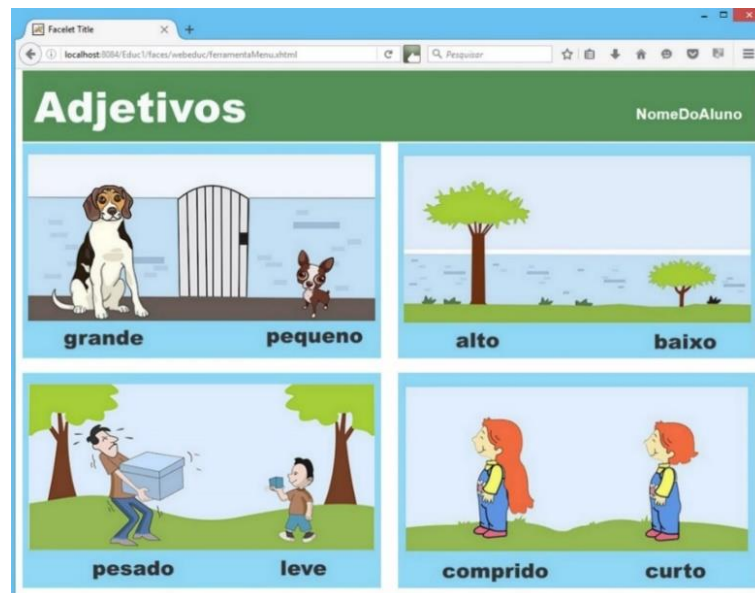 Facelet Title
localhost:8084/Educ1/faces/webeduc/ferramentaMenu.xhtml
Pesquisar
Adjetivos
NomeDoAluno
grande pequeno
alto baixo
pesado leve
comprido curto